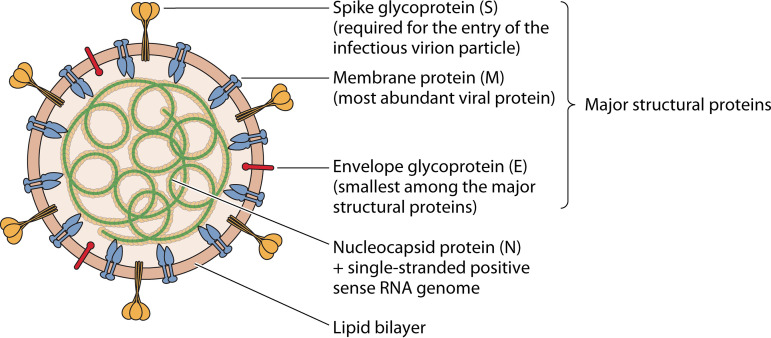 Spike glycoprotein (S)
(required for the entry of the
infectious virion particle)
Membrane protein (M)
(most abundant viral protein)
Major structural proteins
Envelope glycoprotein (E)
(smallest among the major
structural proteins)
Nucleocapsid protein (N)
+ single-stranded positive
sense RNA genome
Lipid bilayer